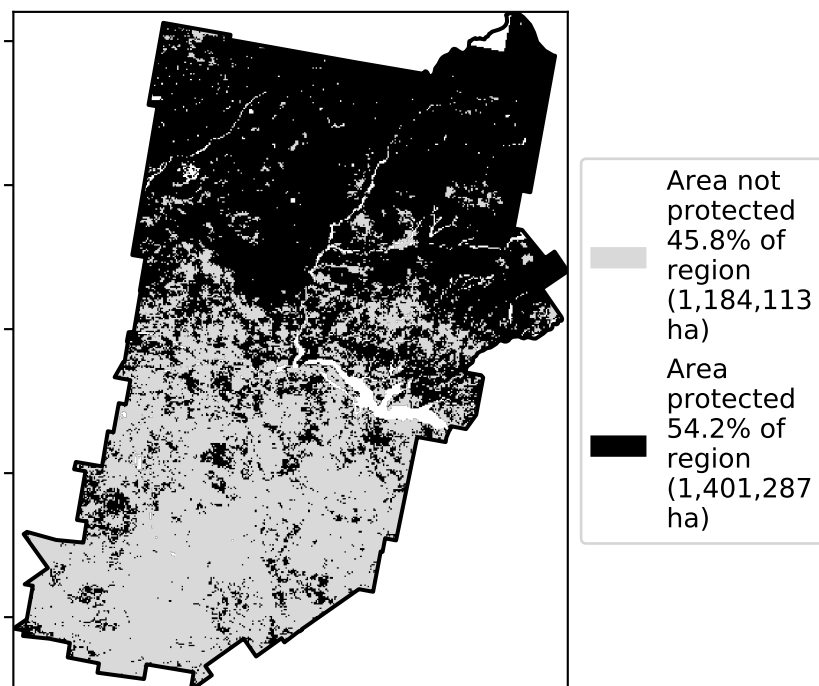 Area not
protected
45.8% of
region
(1,184,113
ha)
Area
protected
54.2% of
region
(1,401,287
ha)